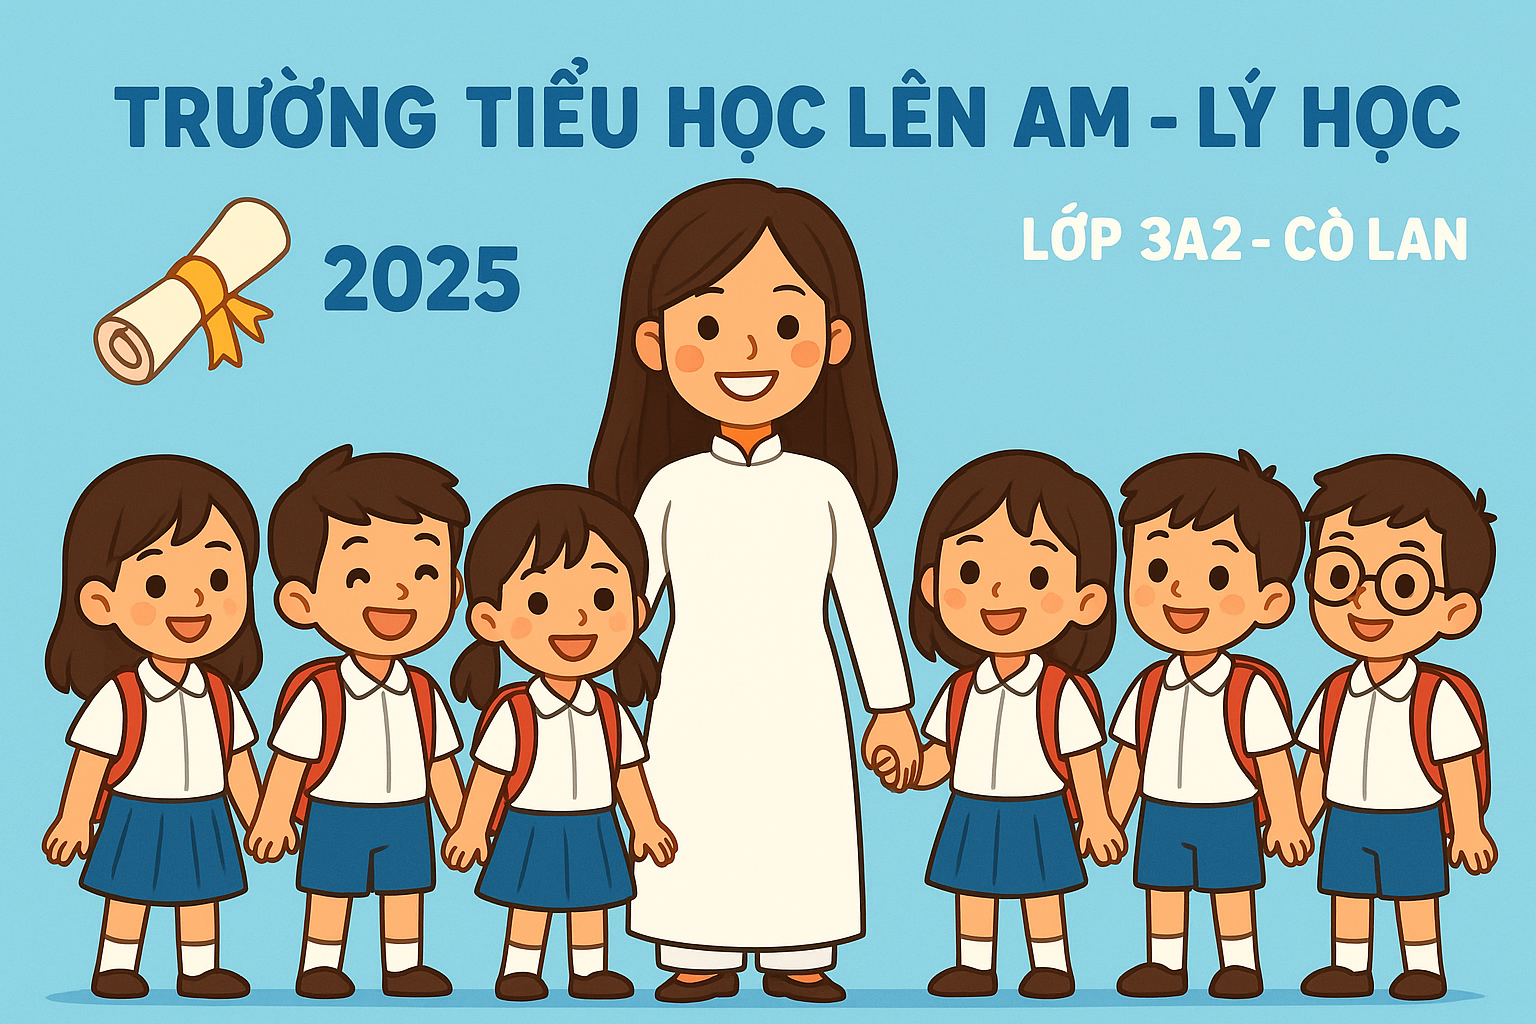 TRƯỜNG TIỂU HỌC LÊN AM - LÝ HỌC
LỚP 3A2 - CÒ LAN
2025